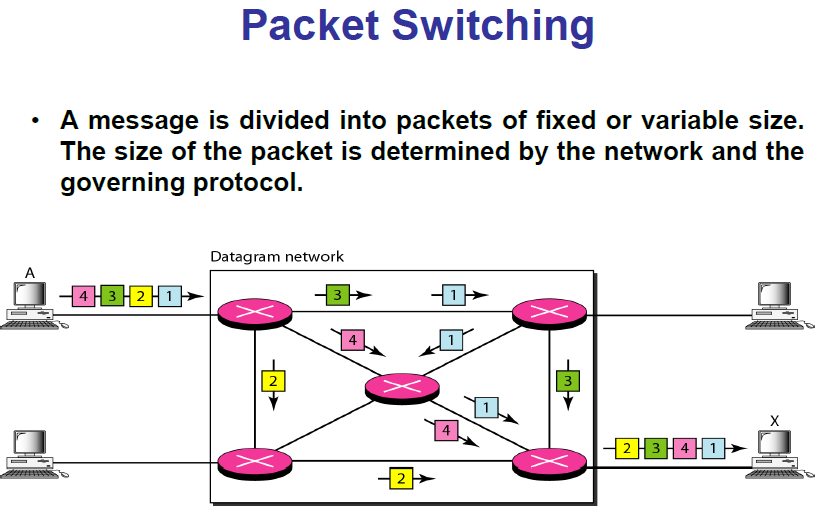 Packet Switching
• A message is divided into packets of fixed or variable size.
The size of the packet is determined by the network and the
governing protocol.
Datagram network
A
4 3 2 1
3
1
4
1
2
3
1
4
X
2 3 4 1
2